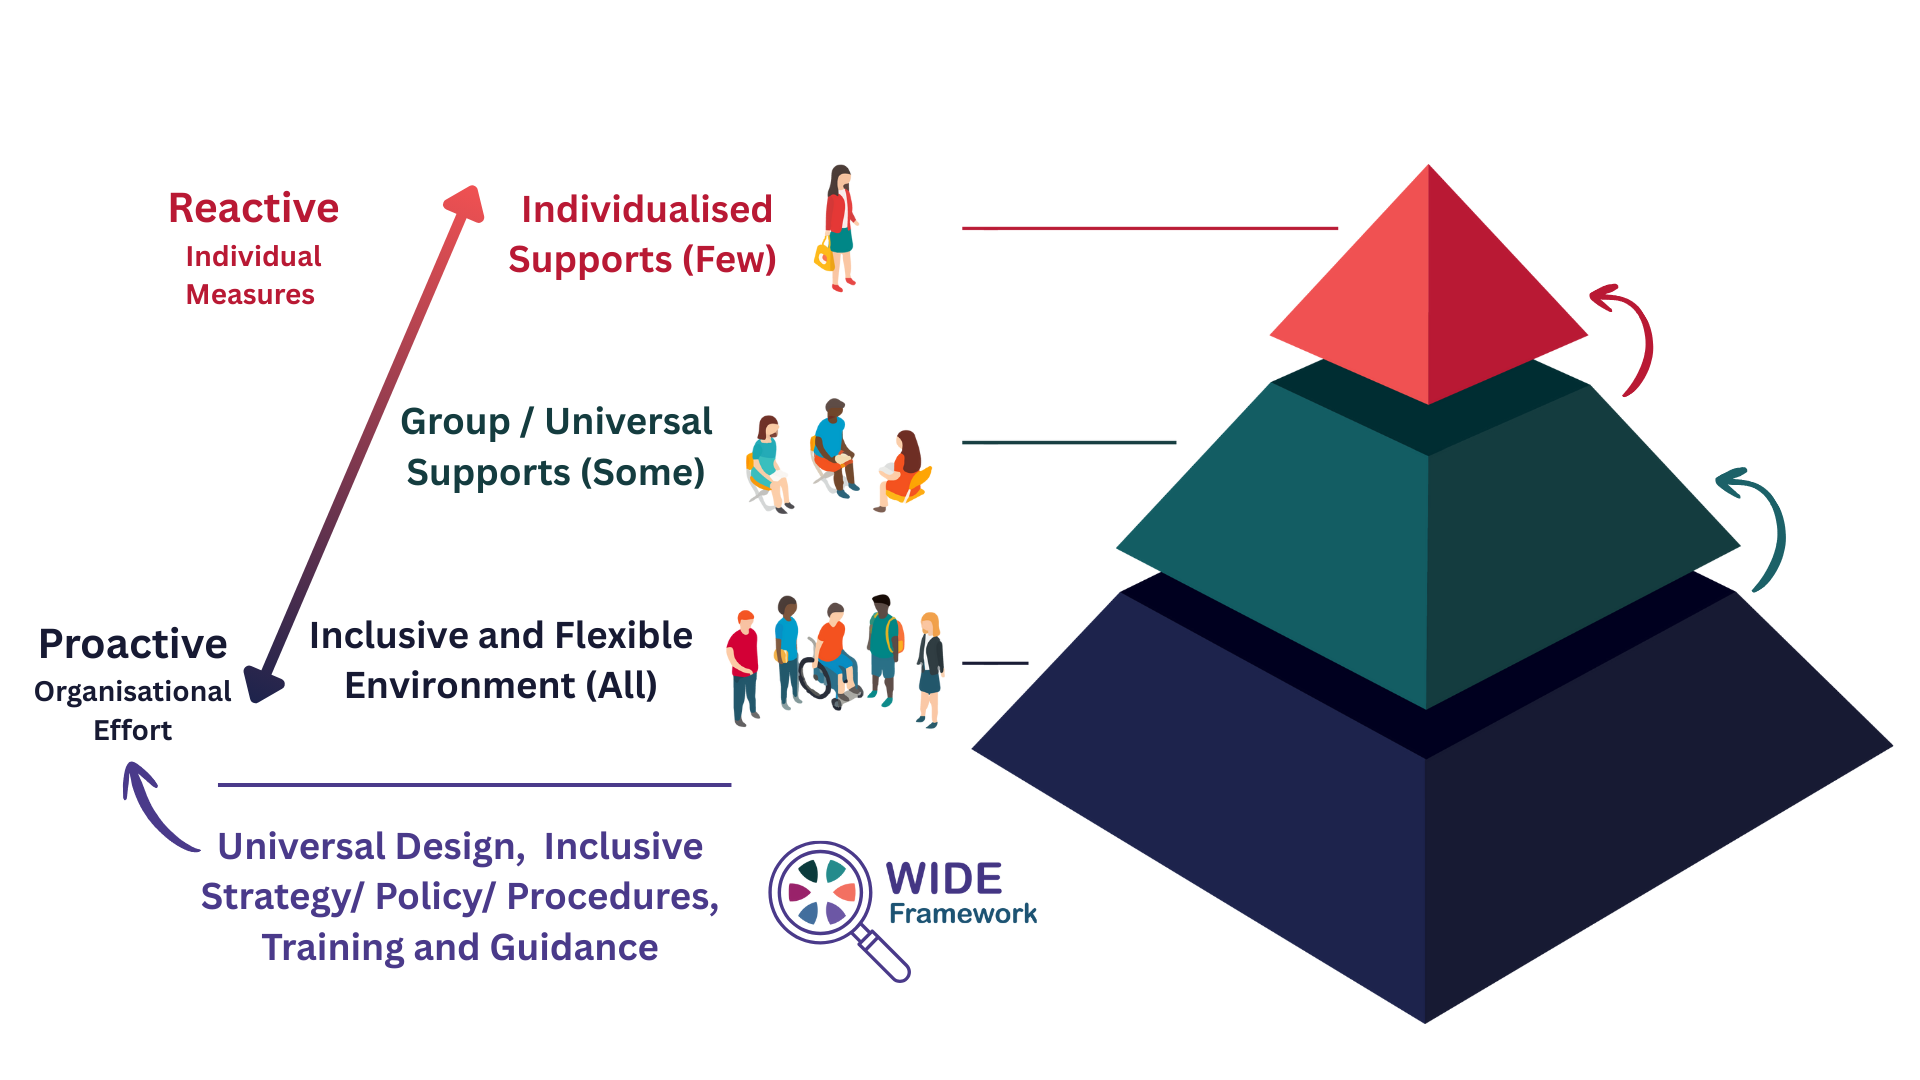 Reactive
Individual
Measures
Individualised
Supports (Few)
Group / Universal
Supports (Some)
Proactive
Organisational
Effort
Inclusive and Flexible
Environment (All)
Universal Design,  Inclusive
Strategy/ Policy/ Procedures,
Training and Guidance
WIDE
Framework